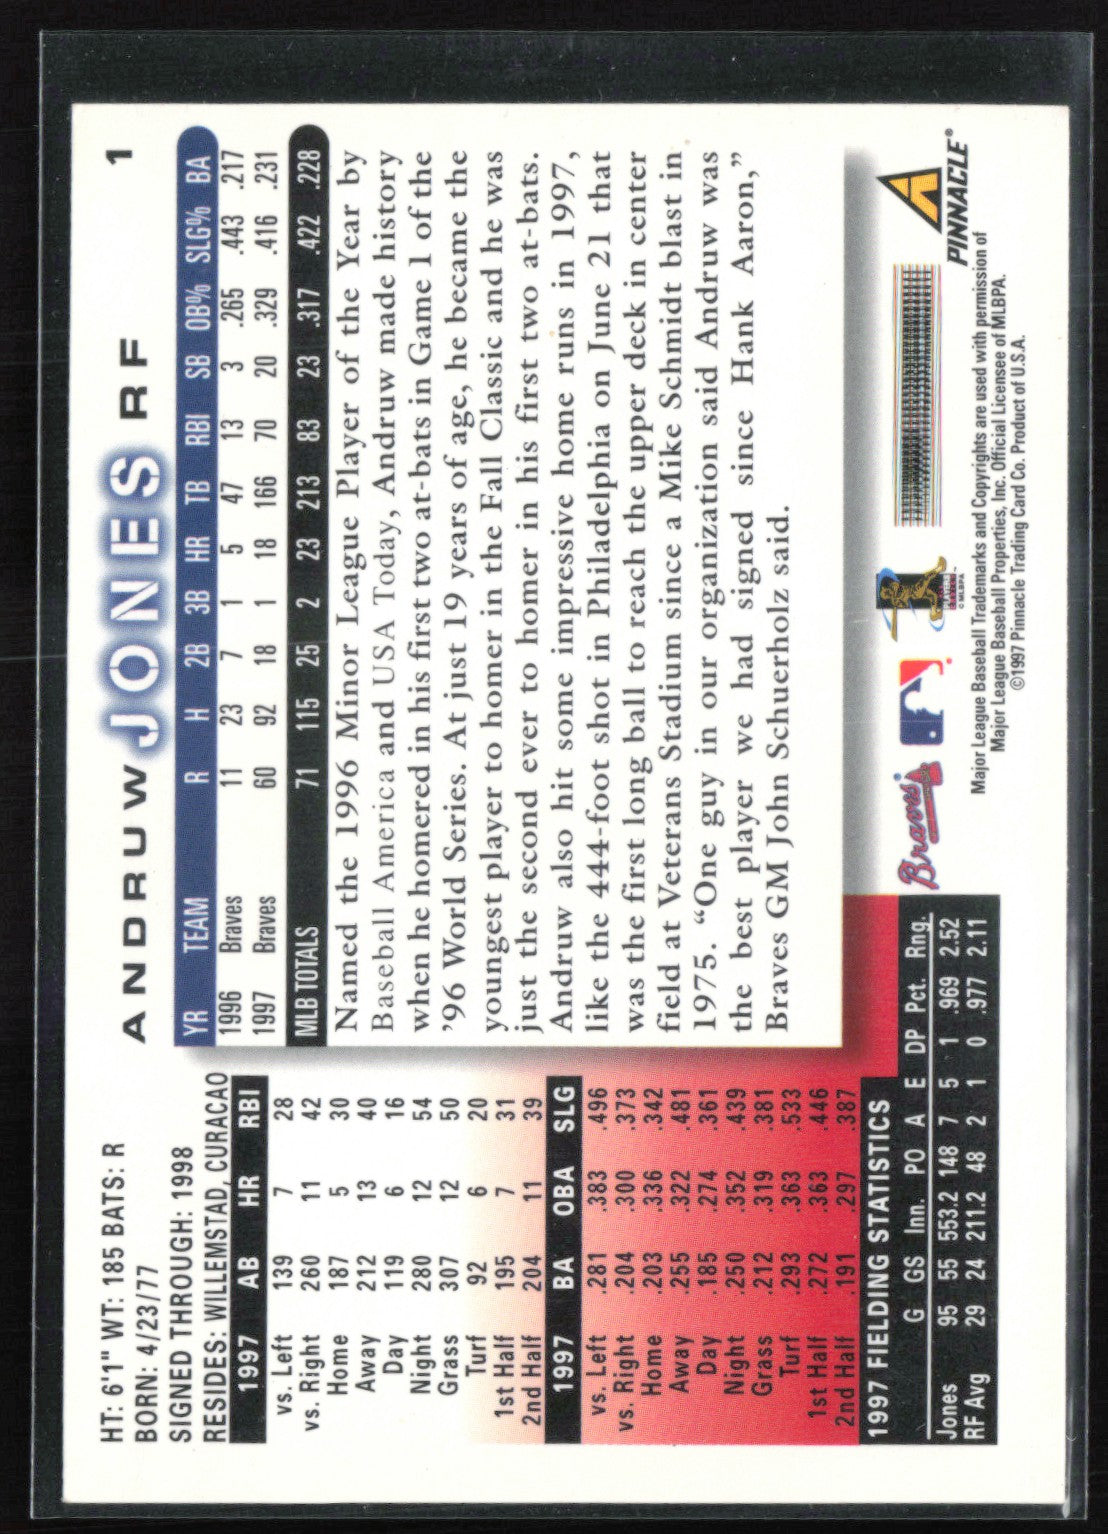 HT: 6'1" WT: 185 BATS: R
BORN: 4/23/77
SIGNED THROUGH: 1998
RESIDES: WILLEMSTAD, CURACAO
1997 AB HR RBI
vs. Left 139 7 28
vs. Right 260 11 42
Home 187 5 30
Away 212 13 40
Day 119 6 16
Night 280 12 54
Grass 307 12 50
Turf 92 6 20
1st Half 195 7 31
2nd Half 204 11 39
1997 BA OBA SLG
vs. Left .281 .383 .496
vs. Right .204 .300 .373
Home .203 .336 .342
Away .255 .322 .481
Day .185 .274 .361
Night .250 .352 .439
Grass .212 .319 .381
Turf .293 .363 .533
1st Half .272 .363 .446
2nd Half .191 .297 .387
1997 FIELDING STATISTICS
G GS Inn. PO A E DP Pct. Rng.
Jones 95 55 553.2 148 7 5 1 .969 2.52
RF Avg 29 24 211.2 48 2 1 0 .977 2.11
ANDRUW JONES RF 1
YR TEAM R H 2B 3B HR TB RBI SB OB% SLG% BA
1996 Braves 11 23 7 1 5 47 13 3 .265 .443 .217
1997 Braves 60 92 18 1 18 166 70 20 .329 .416 .231
MLB TOTALS 71 115 25 2 23 213 83 23 .317 .422 .228
Named the 1996 Minor League Player of the Year by
Baseball America and USA Today, Andruw made history
when he homered in his first two at-bats in Game 1 of the
'96 World Series. At just 19 years of age, he became the
youngest player to homer in the Fall Classic and he was
just the second ever to homer in his first two at-bats.
Andruw also hit some impressive home runs in 1997,
like the 444-foot shot in Philadelphia on June 21 that
was the first long ball to reach the upper deck in center
field at Veterans Stadium since a Mike Schmidt blast in
1975. “One guy in our organization said Andruw was
the best player we had signed since Hank Aaron,”
Braves GM John Schuerholz said.
Braves®
©MLBPA
PINNACLE®
Major League Baseball Trademarks and Copyrights are used with permission of
Major League Baseball Properties, Inc. Official Licensee of MLBPA.
©1997 Pinnacle Trading Card Co. Product of U.S.A.